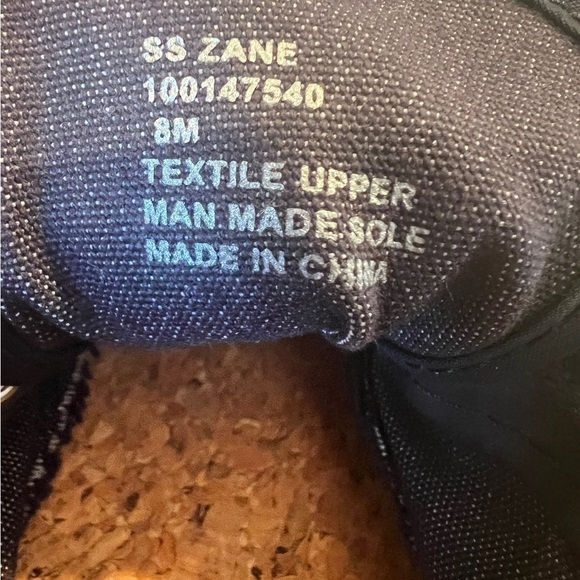 SS ZANE
100147540
8M
TEXTILE UPPER
MAN MADE SOLE
MADE IN CHINA